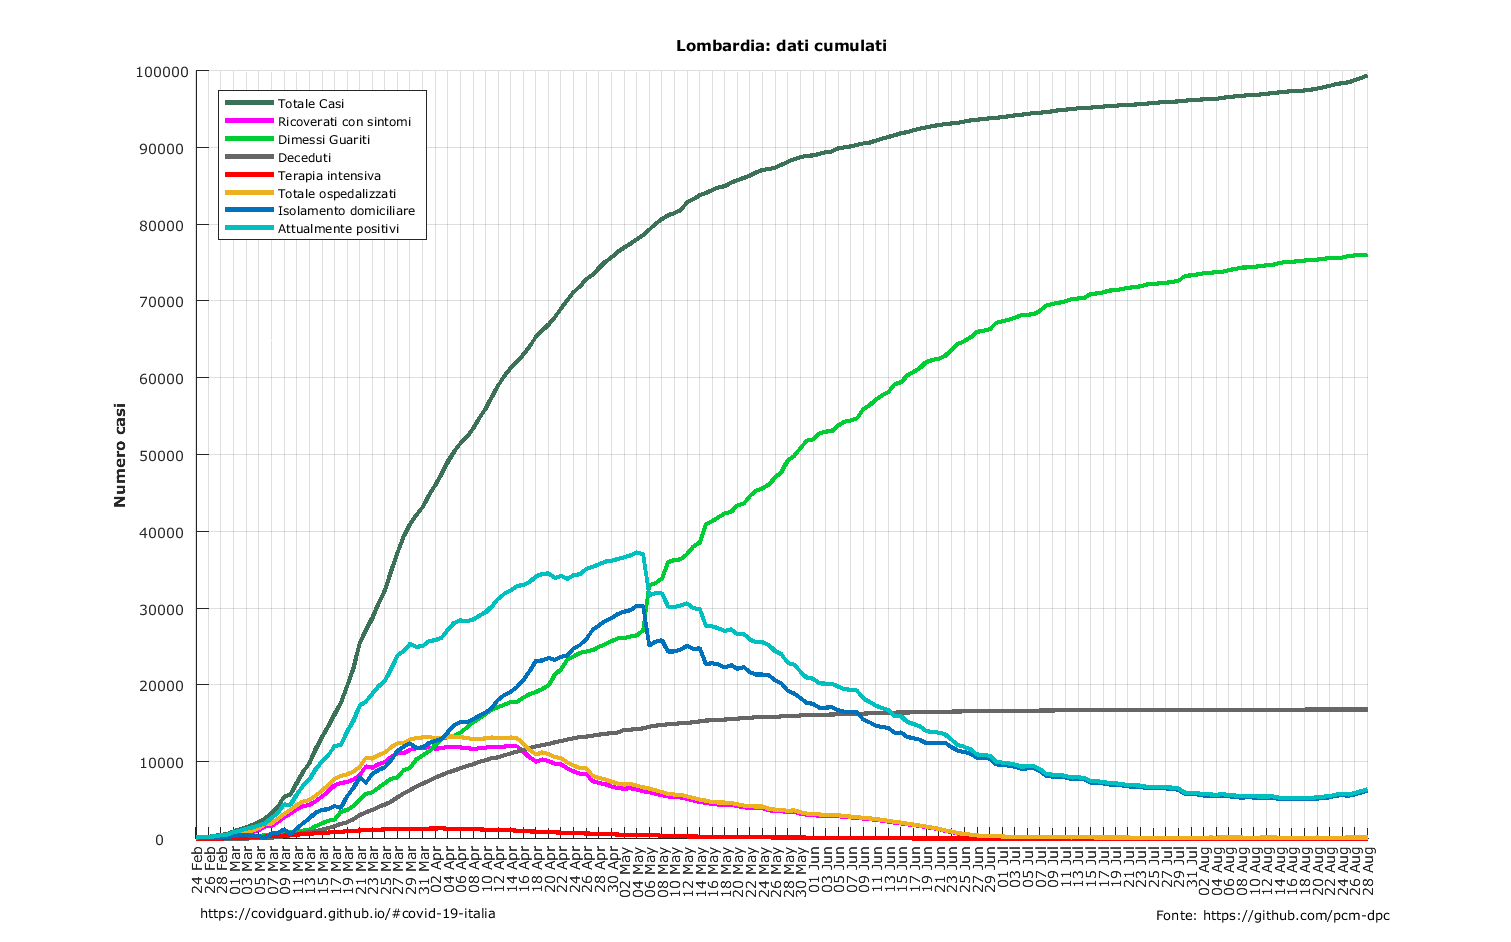 Lombardia: dati cumulati
100000
90000
80000
70000
60000
50000
40000
30000
20000
10000
0
Numero casi
Totale Casi
Ricoverati con sintomi
Dimessi Guariti
Deceduti
Terapia intensiva
Totale ospedalizzati
Isolamento domiciliare
Attualmente positivi
24 Feb
26 Feb
28 Feb
01 Mar
03 Mar
05 Mar
07 Mar
09 Mar
11 Mar
13 Mar
15 Mar
17 Mar
19 Mar
21 Mar
23 Mar
25 Mar
27 Mar
29 Mar
31 Mar
02 Apr
04 Apr
06 Apr
08 Apr
10 Apr
12 Apr
14 Apr
16 Apr
18 Apr
20 Apr
22 Apr
24 Apr
26 Apr
28 Apr
30 Apr
02 May
04 May
06 May
08 May
10 May
12 May
14 May
16 May
18 May
20 May
22 May
24 May
26 May
28 May
30 May
01 Jun
03 Jun
05 Jun
07 Jun
09 Jun
11 Jun
13 Jun
15 Jun
17 Jun
19 Jun
21 Jun
23 Jun
25 Jun
27 Jun
29 Jun
01 Jul
03 Jul
05 Jul
07 Jul
09 Jul
11 Jul
13 Jul
15 Jul
17 Jul
19 Jul
21 Jul
23 Jul
25 Jul
27 Jul
29 Jul
31 Jul
02 Aug
04 Aug
06 Aug
08 Aug
10 Aug
12 Aug
14 Aug
16 Aug
18 Aug
20 Aug
22 Aug
24 Aug
26 Aug
28 Aug
https://covidguard.github.io/#covid-19-italia
Fonte: https://github.com/pcm-dpc